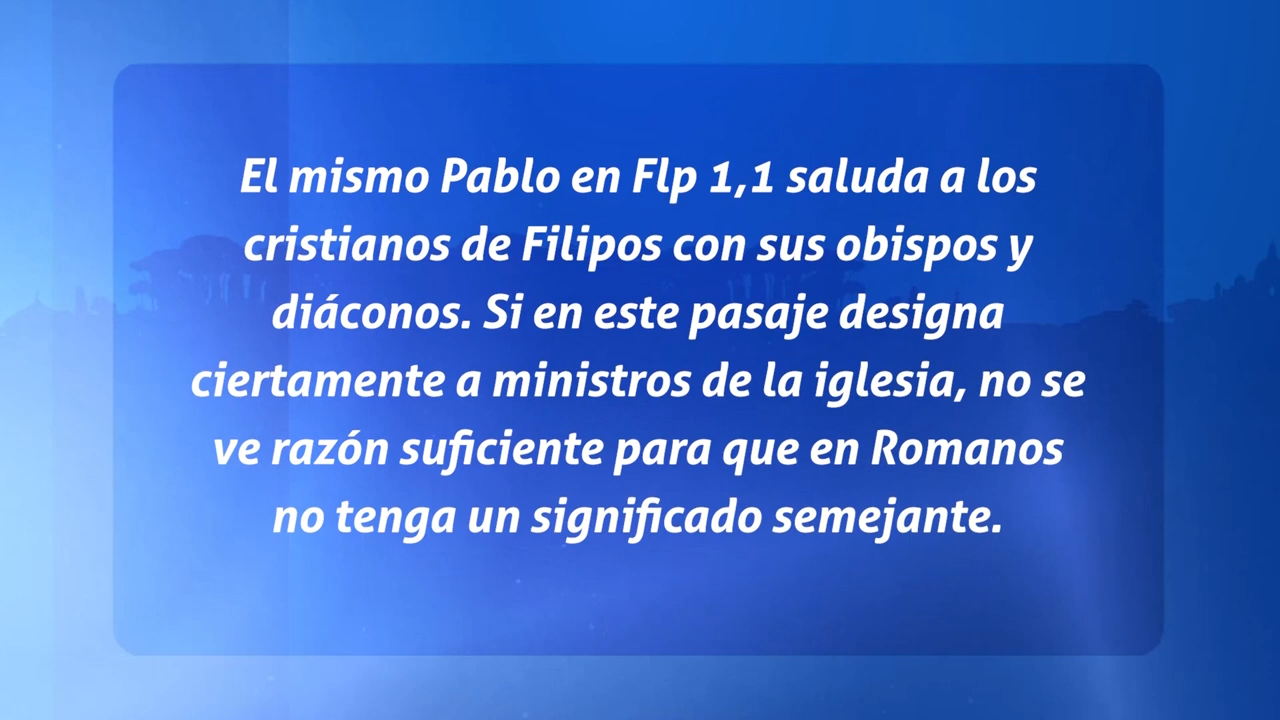 El mismo Pablo en Flp 1,1 saluda a los
cristianos de Filipos con sus obispos y
diáconos. Si en este pasaje designa
ciertamente a ministros de la iglesia, no se
ve razón suficiente para que en Romanos
no tenga un significado semejante.